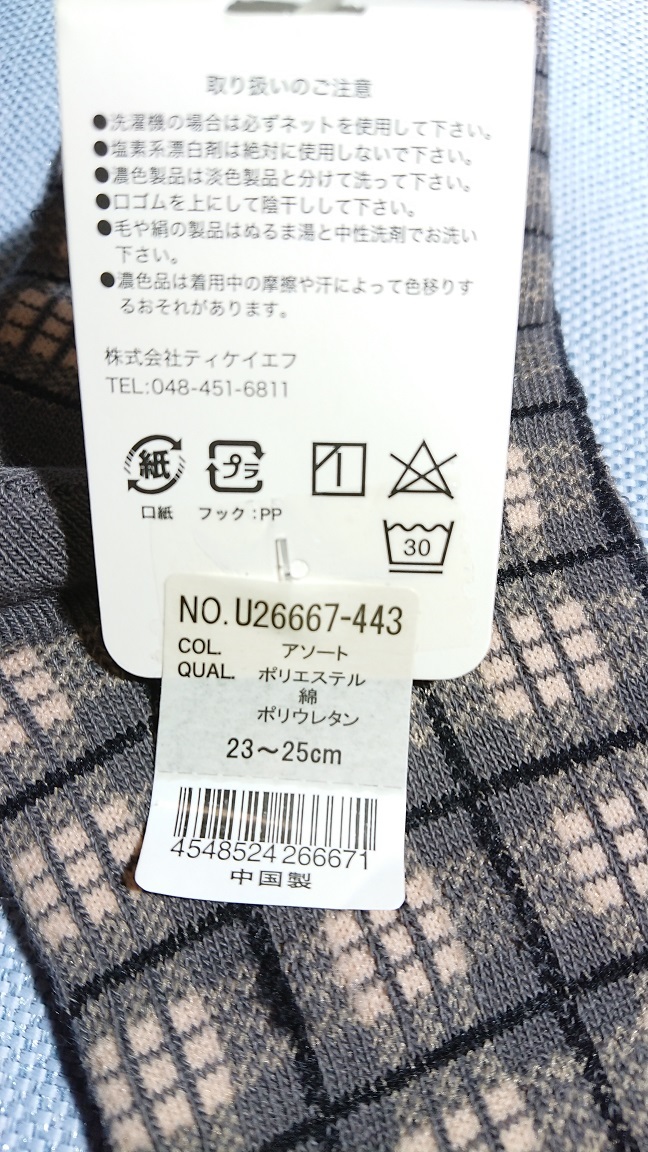 取り扱いのご注意
●洗濯機の場合は必ずネットを使用して下さい。
●塩素系漂白剤は絶対に使用しないで下さい。
●濃色製品は淡色製品と分けて洗って下さい。
●口ゴムを上にして陰干しして下さい。
●毛や絹の製品はぬるま湯と中性洗剤でお洗い
下さい。
●濃色品は着用中の摩擦や汗によって色移りす
るおそれがあります。
株式会社ティケイエフ
TEL:048-451-6811
紙 プラ
口紙 フック:PP
30
NO.U26667-443
COL. アソート
QUAL. ポリエステル
綿
ポリウレタン
23〜25cm
4548524266671
中国製